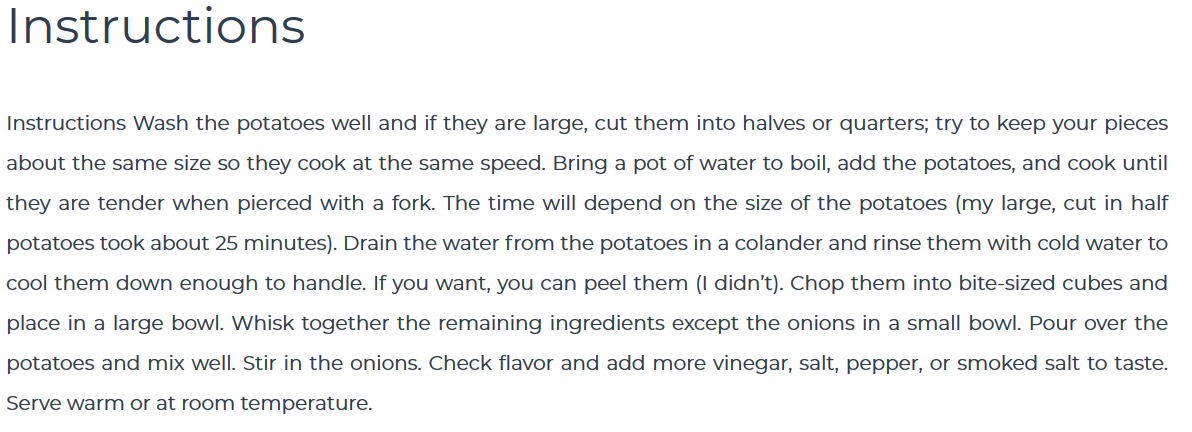 Instructions
Instructions Wash the potatoes well and if they are large, cut them into halves or quarters; try to keep your pieces
about the same size so they cook at the same speed. Bring a pot of water to boil, add the potatoes, and cook until
they are tender when pierced with a fork. The time will depend on the size of the potatoes (my large, cut in half
potatoes took about 25 minutes). Drain the water from the potatoes in a colander and rinse them with cold water to
cool them down enough to handle. If you want, you can peel them (I didn’t). Chop them into bite-sized cubes and
place in a large bowl. Whisk together the remaining ingredients except the onions in a small bowl. Pour over the
potatoes and mix well. Stir in the onions. Check flavor and add more vinegar, salt, pepper, or smoked salt to taste.
Serve warm or at room temperature.